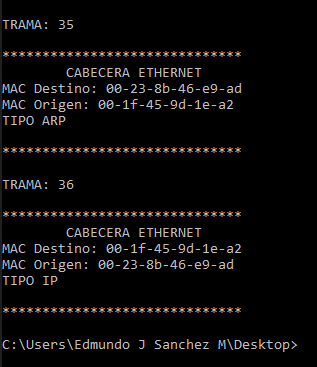 TRAMA: 35
******************************
CABECERA ETHERNET
MAC Destino: 00-23-8b-46-e9-ad
MAC Origen: 00-1f-45-9d-1e-a2
TIPO ARP
******************************
TRAMA: 36
******************************
CABECERA ETHERNET
MAC Destino: 00-1f-45-9d-1e-a2
MAC Origen: 00-23-8b-46-e9-ad
TIPO IP
******************************
C:\Users\Edmundo J Sanchez M\Desktop>